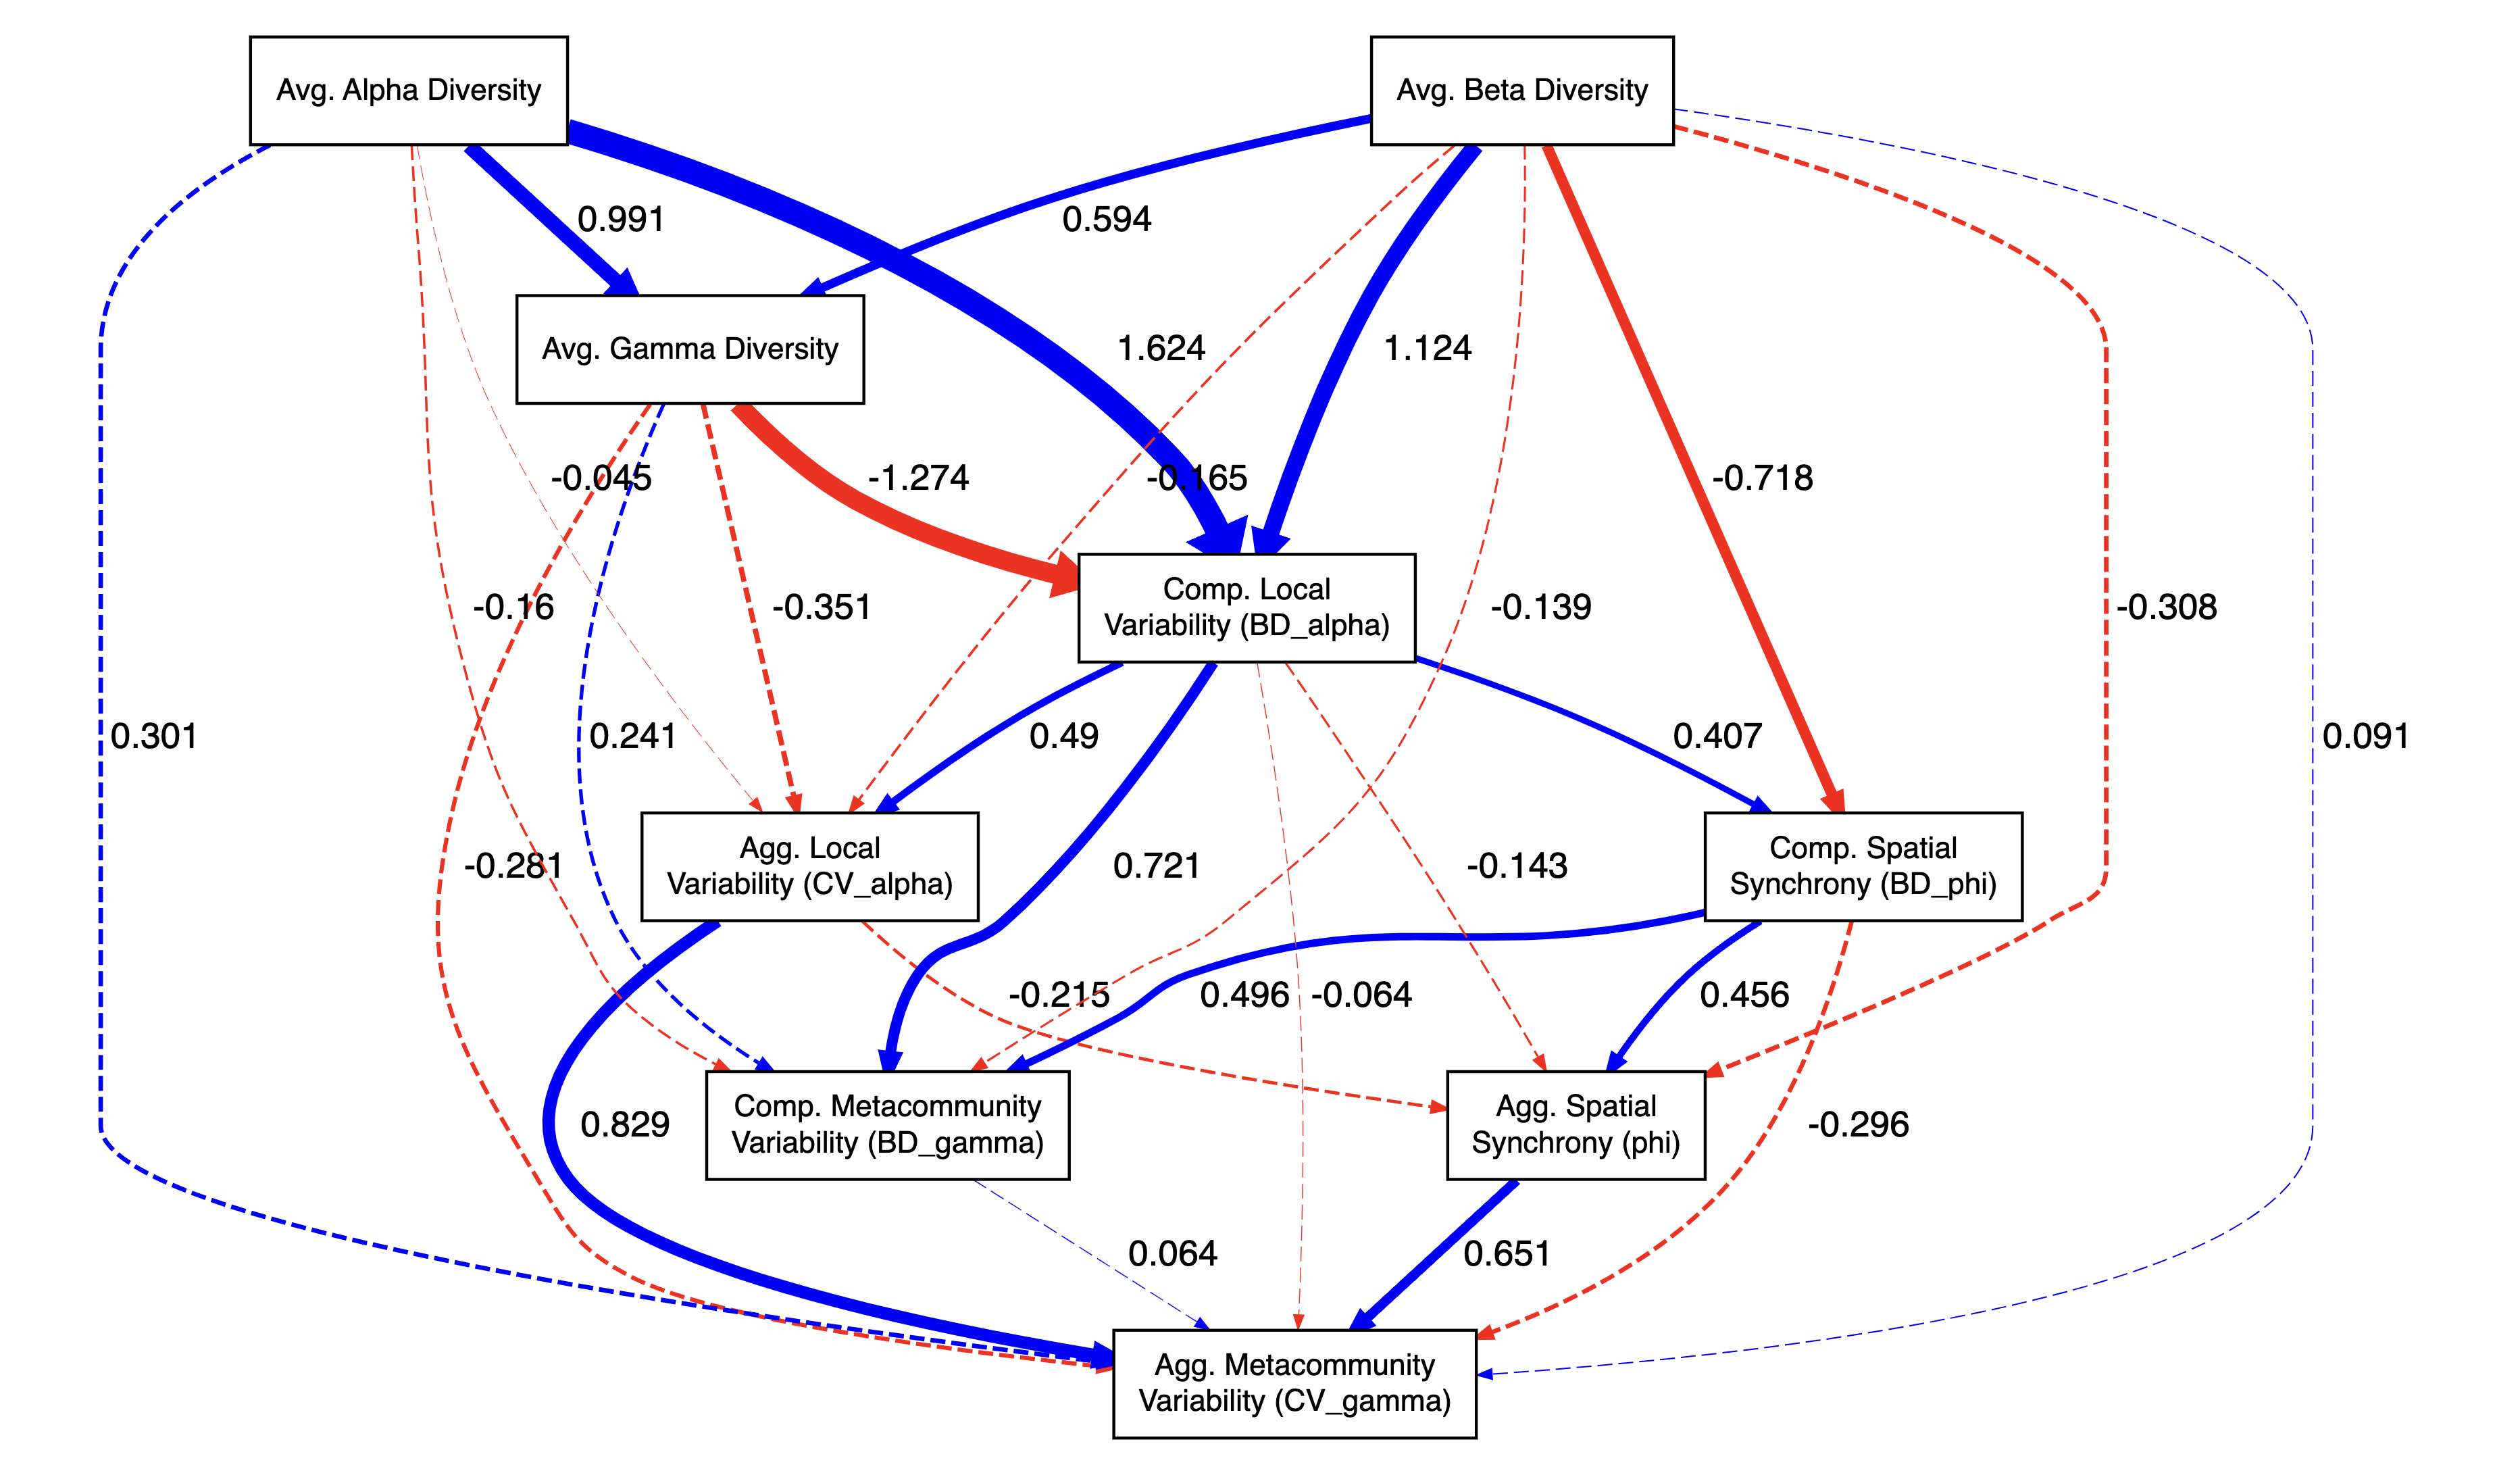 Avg. Alpha Diversity
Avg. Beta Diversity
0.991
0.594
Avg. Gamma Diversity
1.624
1.124
-0.045
-1.274
-0.165
-0.718
Comp. Local
Variability (BD_alpha)
-0.16
-0.351
-0.139
-0.308
0.301
0.241
0.49
0.407
0.091
Agg. Local
Variability (CV_alpha)
Comp. Spatial
Synchrony (BD_phi)
-0.281
0.721
-0.143
-0.215
0.496
-0.064
0.456
Comp. Metacommunity
Variability (BD_gamma)
Agg. Spatial
Synchrony (phi)
0.829
-0.296
0.064
0.651
Agg. Metacommunity
Variability (CV_gamma)